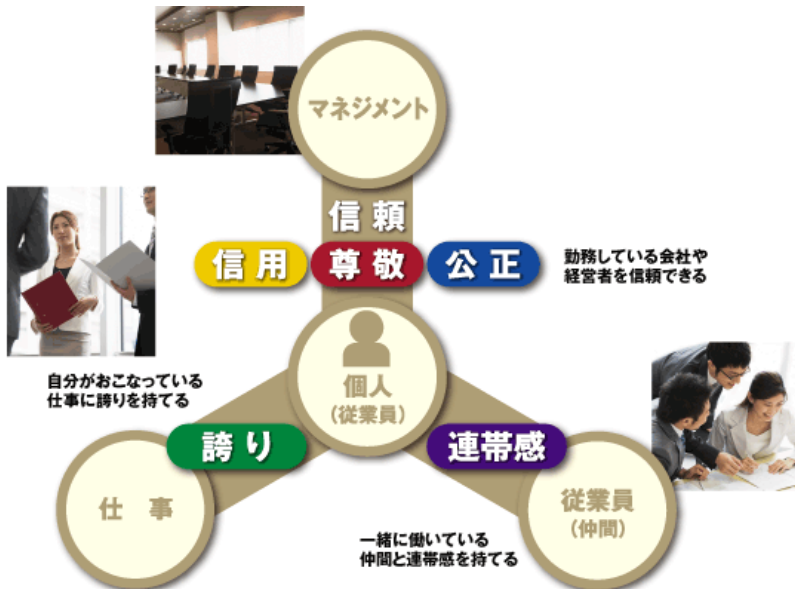 マネジメント
信頼
信用 尊敬 公正
勤務している会社や
経営者を信頼できる
個人
(従業員)
自分がおこなっている
仕事に誇りを持てる
誇り
連帯感
仕事
従業員
(仲間)
一緒に働いている
仲間と連帯感を持てる